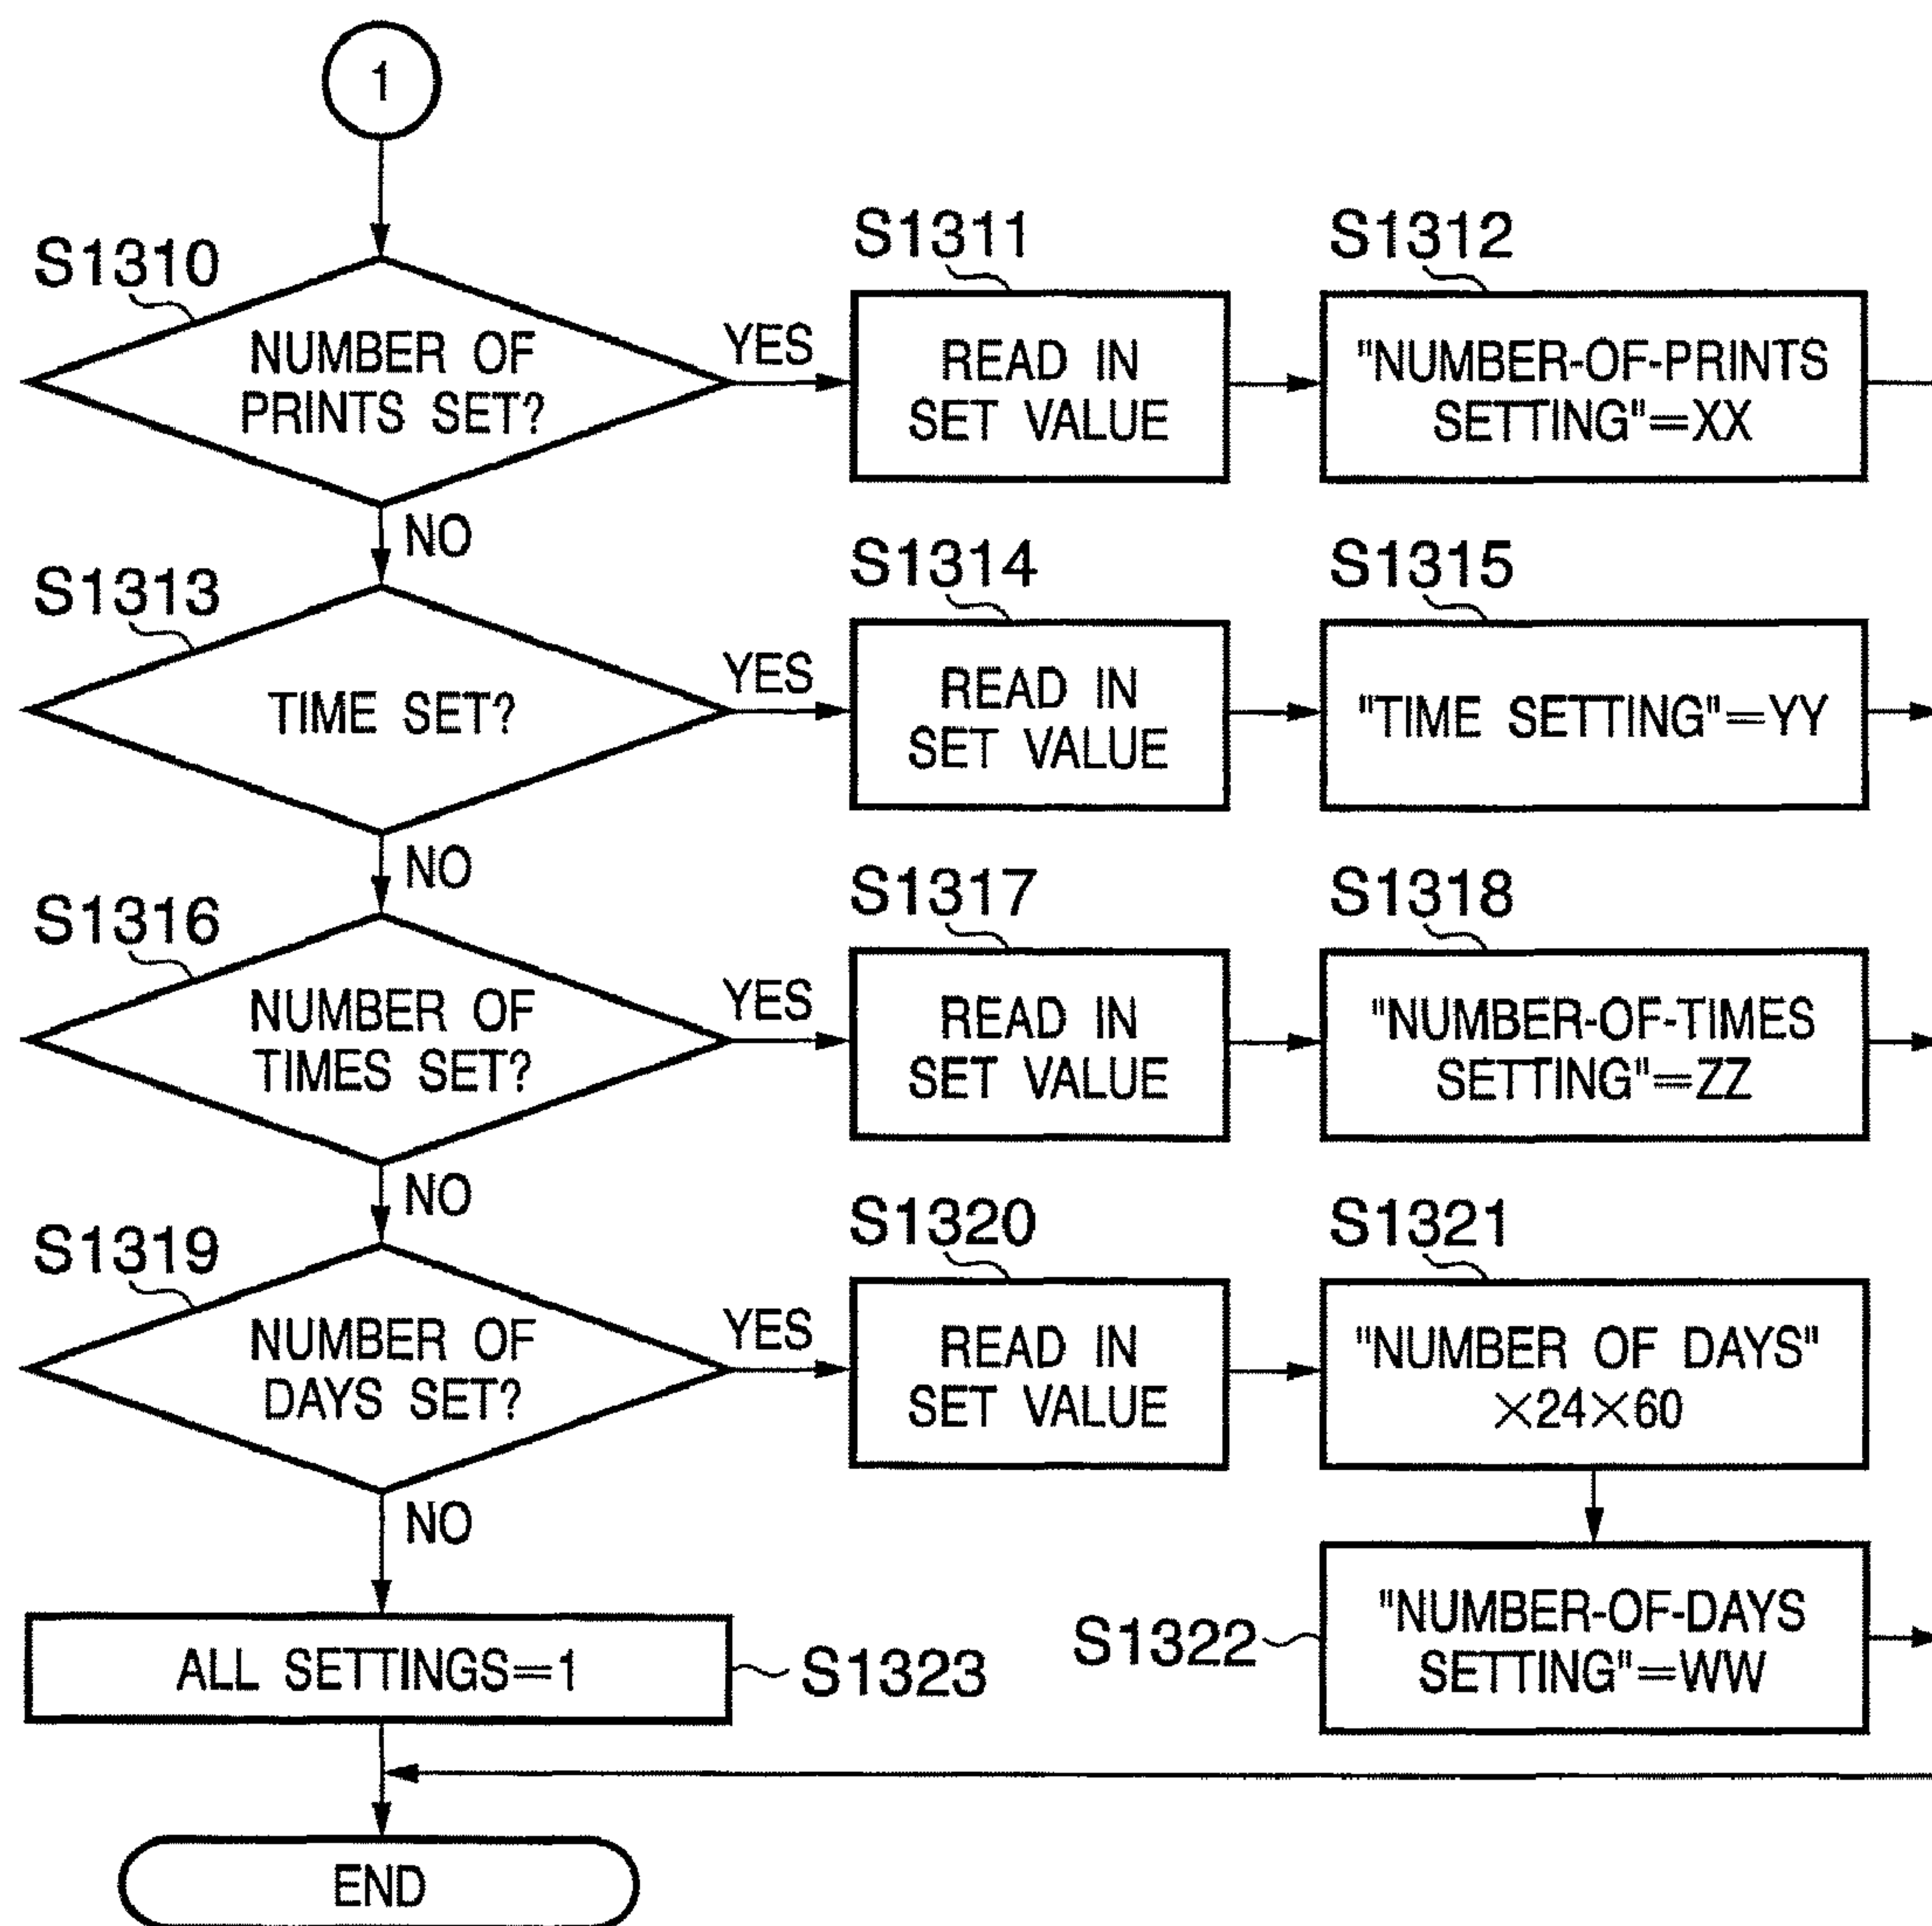 1
S1310
NUMBER OF
PRINTS SET?
YES
S1311
READ IN
SET VALUE
S1312
"NUMBER-OF-PRINTS
SETTING"=XX
NO
S1313
TIME SET?
YES
S1314
READ IN
SET VALUE
S1315
"TIME SETTING"=YY
NO
S1316
NUMBER OF
TIMES SET?
YES
S1317
READ IN
SET VALUE
S1318
"NUMBER-OF-TIMES
SETTING"=ZZ
NO
S1319
NUMBER OF
DAYS SET?
YES
S1320
READ IN
SET VALUE
S1321
"NUMBER OF DAYS"
×24×60
NO
S1322
"NUMBER-OF-DAYS
SETTING"=WW
ALL SETTINGS=1
S1323
END